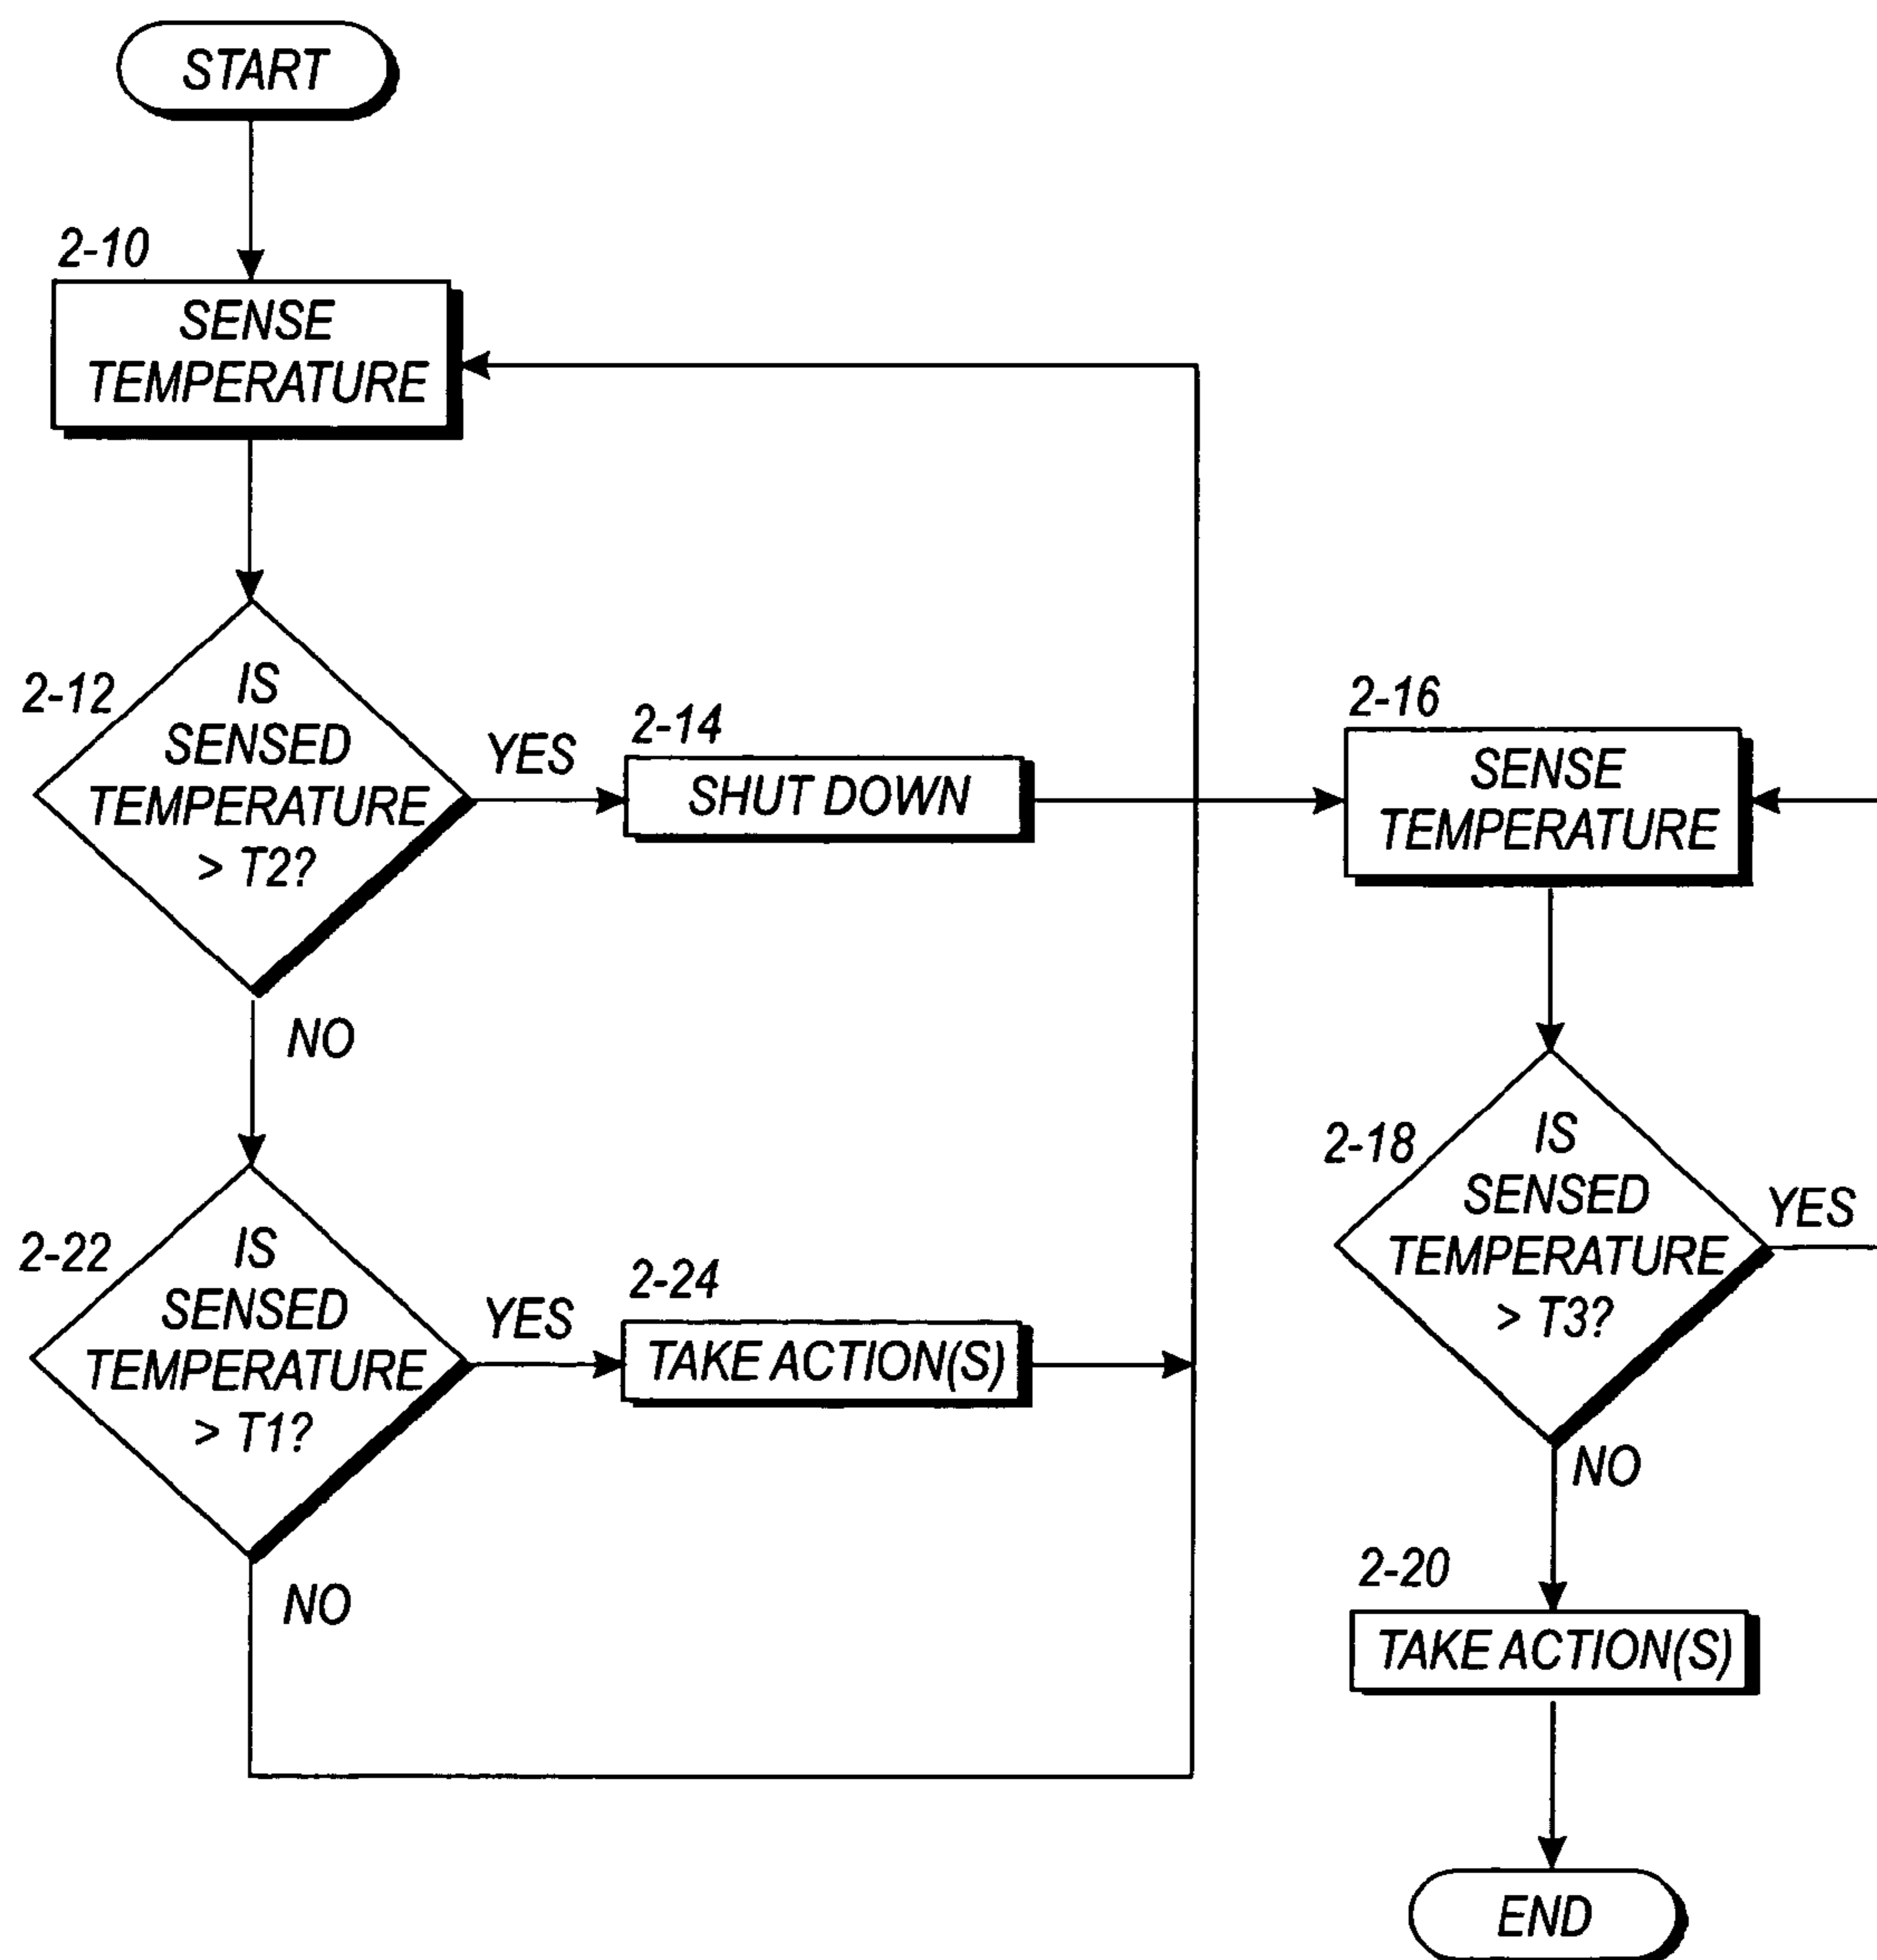 START
2-10
SENSE
TEMPERATURE
2-12
IS
SENSED
TEMPERATURE
> T2?
YES
2-14
SHUT DOWN
NO
2-22
IS
SENSED
TEMPERATURE
> T1?
YES
2-24
TAKE ACTION(S)
NO
2-16
SENSE
TEMPERATURE
2-18
IS
SENSED
TEMPERATURE
> T3?
YES
NO
2-20
TAKE ACTION(S)
END